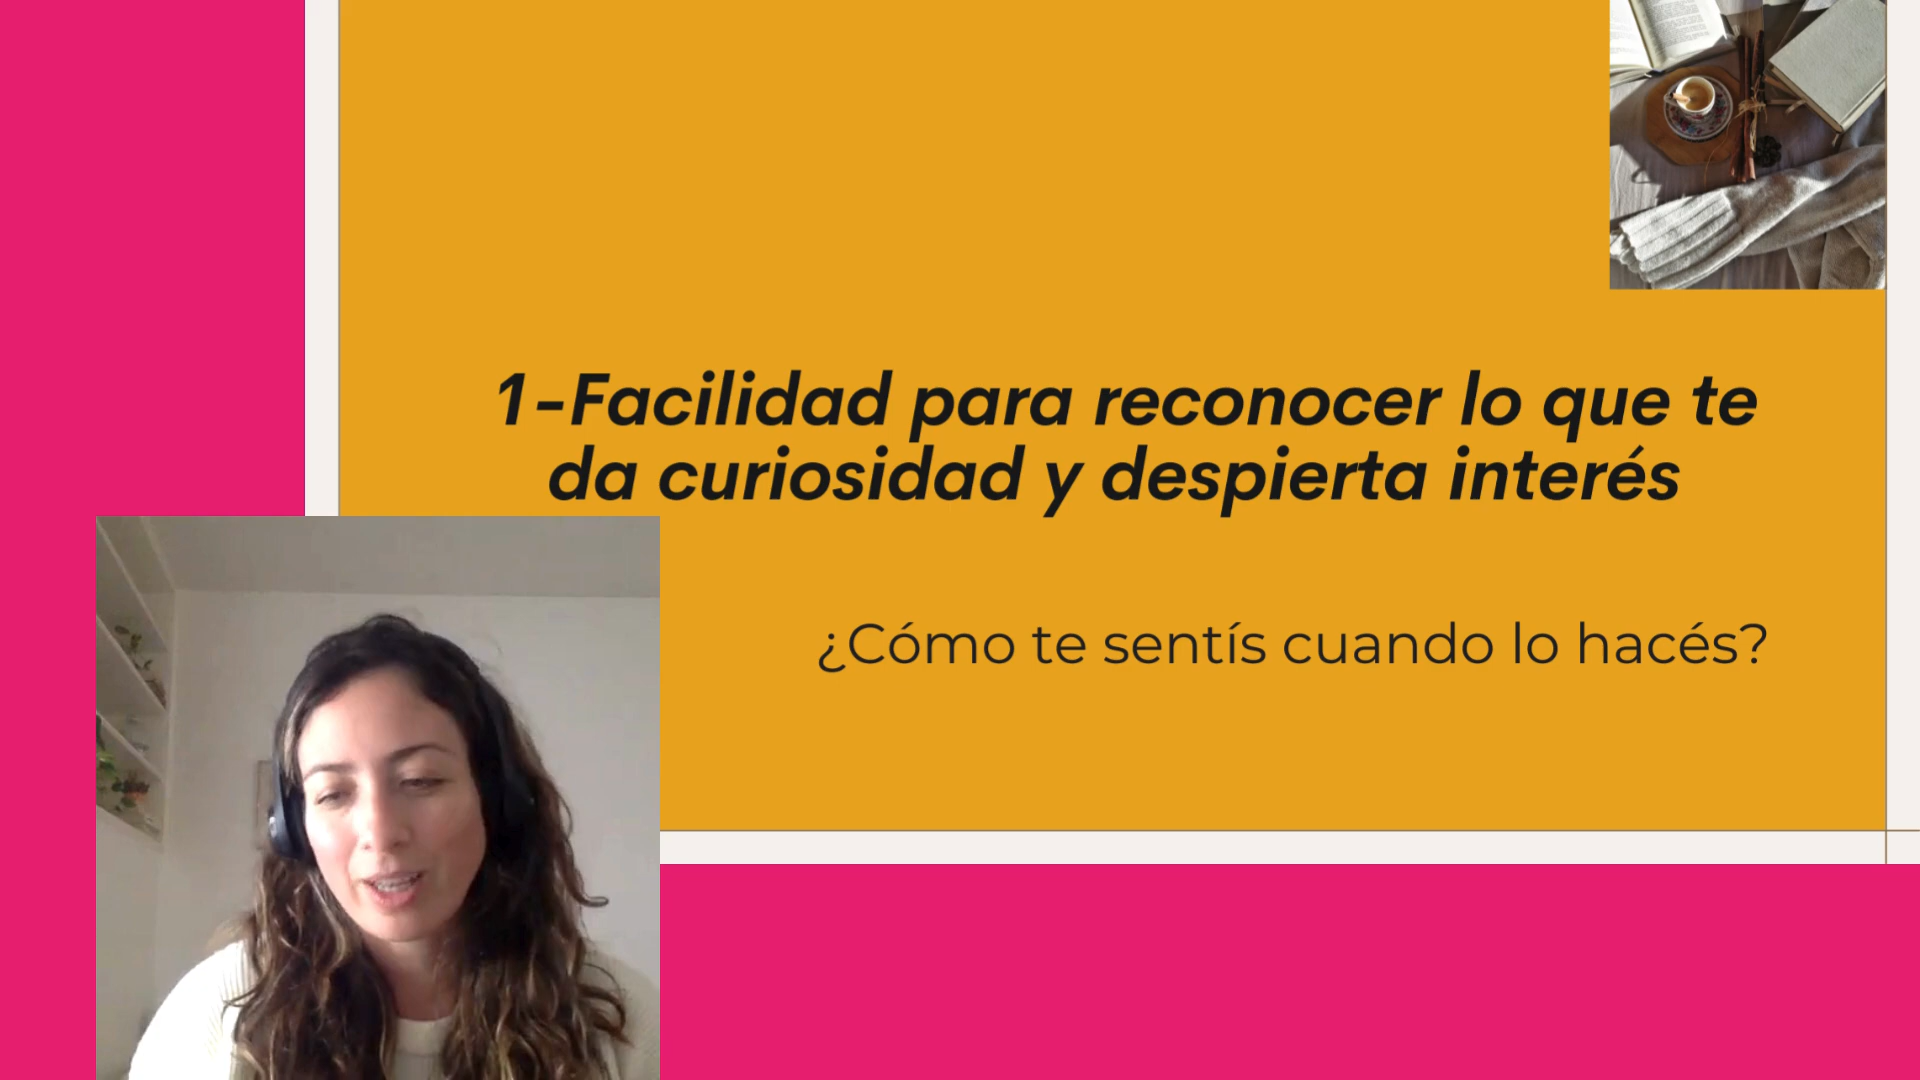 1-Facilidad para reconocer lo que te
da curiosidad y despierta interés
¿Cómo te sentís cuando lo hacés?